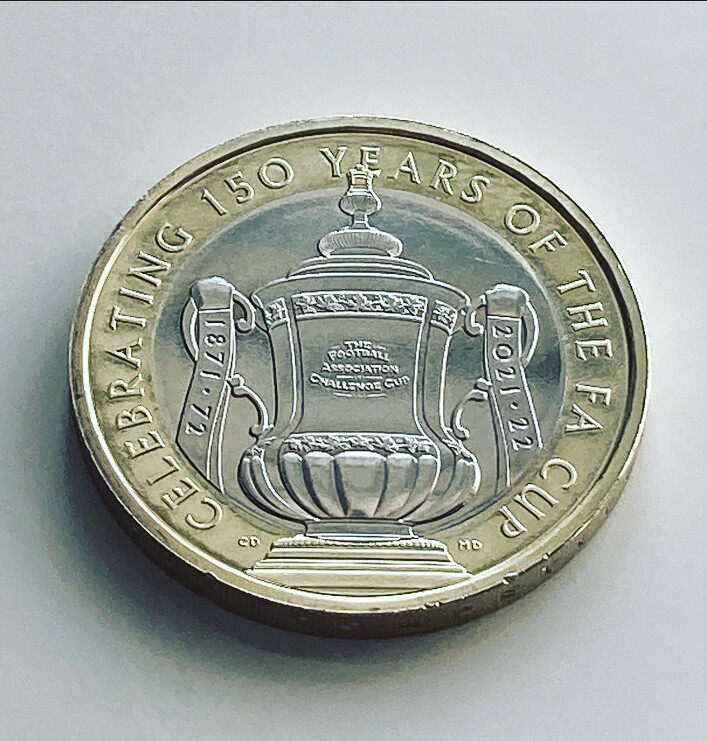 CELEBRATING 150 YEARS OF THE FA CUP
1871·72
THE
FOOTBALL
ASSOCIATION
CHALLENGE CUP
2021·22
CD
MD